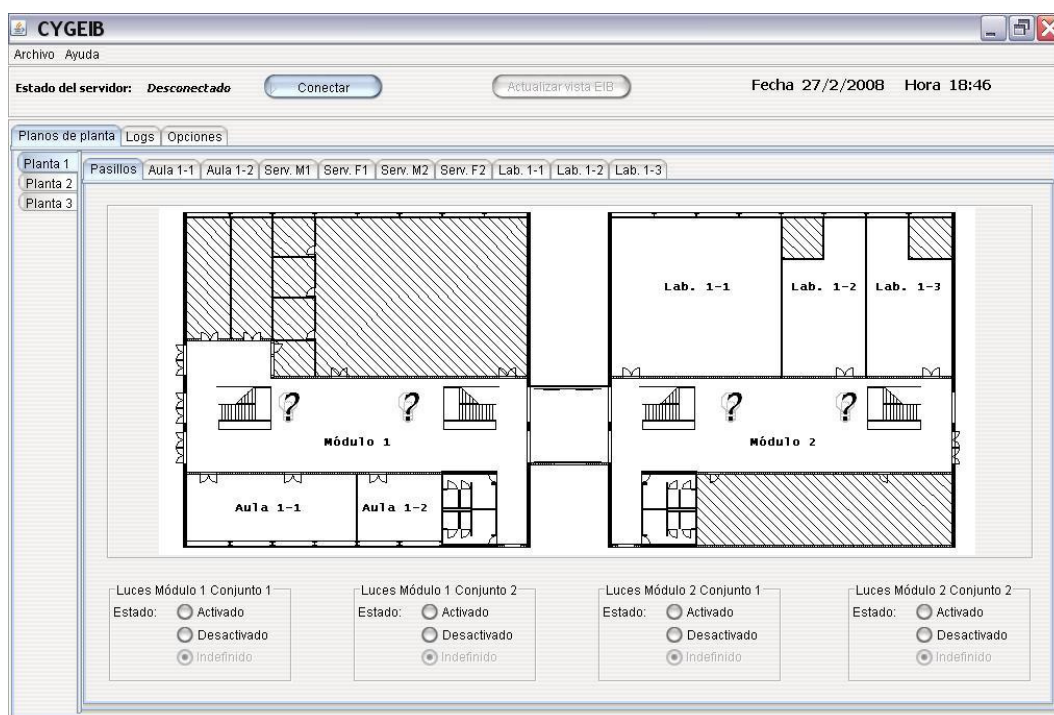 CYGEIB
Archivo Ayuda
Estado del servidor: Desconectado Conectar Actualizar vista EIB Fecha 27/2/2008 Hora 18:46
Planos de planta Logs Opciones
Planta 1
Planta 2
Planta 3
Pasillos Aula 1-1 Aula 1-2 Serv. M1 Serv. F1 Serv. M2 Serv. F2 Lab. 1-1 Lab. 1-2 Lab. 1-3
Lab. 1-1 Lab. 1-2 Lab. 1-3
? ? ? ?
Módulo 1 Módulo 2
Aula 1-1 Aula 1-2
Luces Módulo 1 Conjunto 1
Estado: Activado
Desactivado
Indefinido
Luces Módulo 1 Conjunto 2
Estado: Activado
Desactivado
Indefinido
Luces Módulo 2 Conjunto 1
Estado: Activado
Desactivado
Indefinido
Luces Módulo 2 Conjunto 2
Estado: Activado
Desactivado
Indefinido